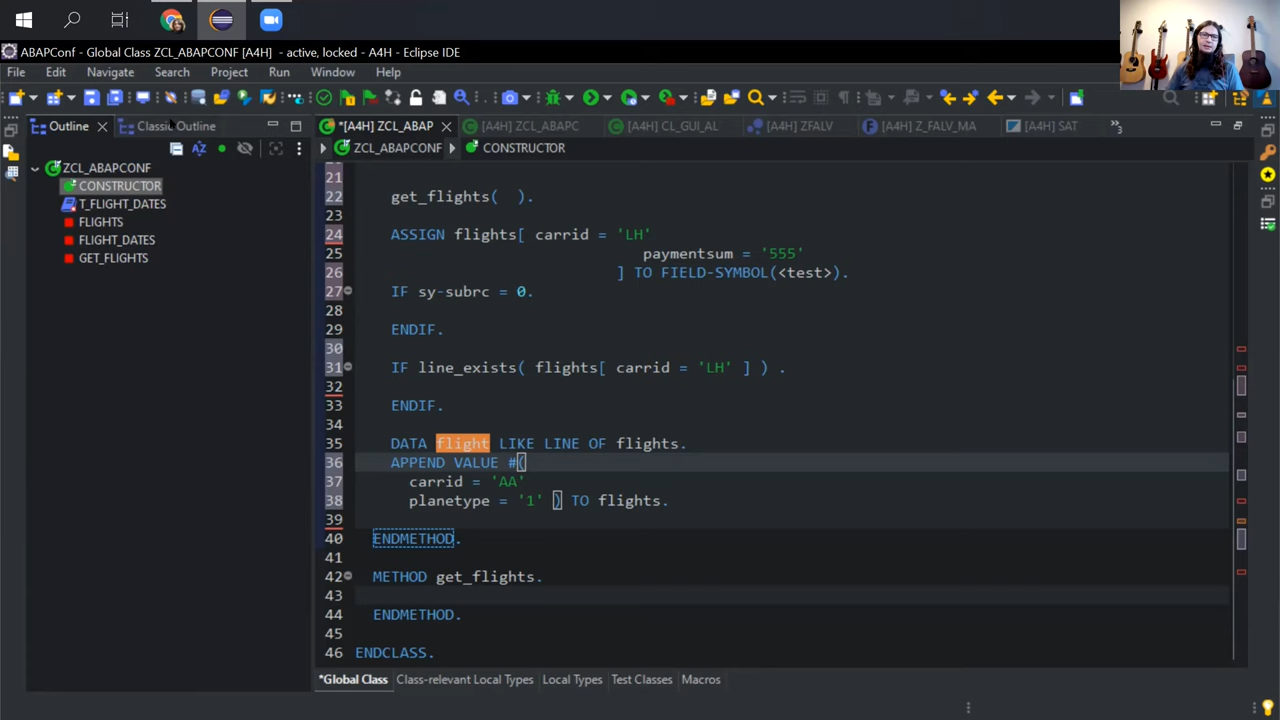 ABAPConf - Global Class ZCL_ABAPCONF [A4H] - active, locked - A4H - Eclipse IDE
File Edit Navigate Search Project Run Window Help
Outline Classic Outline
*[A4H] ZCL_ABAP [A4H] ZCL_ABAPC [A4H] CL_GUI_AL [A4H] ZFALV [A4H] Z_FALV_MA [A4H] SAT »3
ZCL_ABAPCONF CONSTRUCTOR
ZCL_ABAPCONF
CONSTRUCTOR
T_FLIGHT_DATES
FLIGHTS
FLIGHT_DATES
GET_FLIGHTS
21
22 get_flights( ).
23
24 ASSIGN flights[ carrid = 'LH'
25 paymentsum = '555'
26 ] TO FIELD-SYMBOL(<test>).
27 IF sy-subrc = 0.
28
29 ENDIF.
30
31 IF line_exists( flights[ carrid = 'LH' ] ) .
32
33 ENDIF.
34
35 DATA flight LIKE LINE OF flights.
36 APPEND VALUE #(
37 carrid = 'AA'
38 planetype = '1' ) TO flights.
39
40 ENDMETHOD.
41
42 METHOD get_flights.
43
44 ENDMETHOD.
45
46 ENDCLASS.
*Global Class Class-relevant Local Types Local Types Test Classes Macros